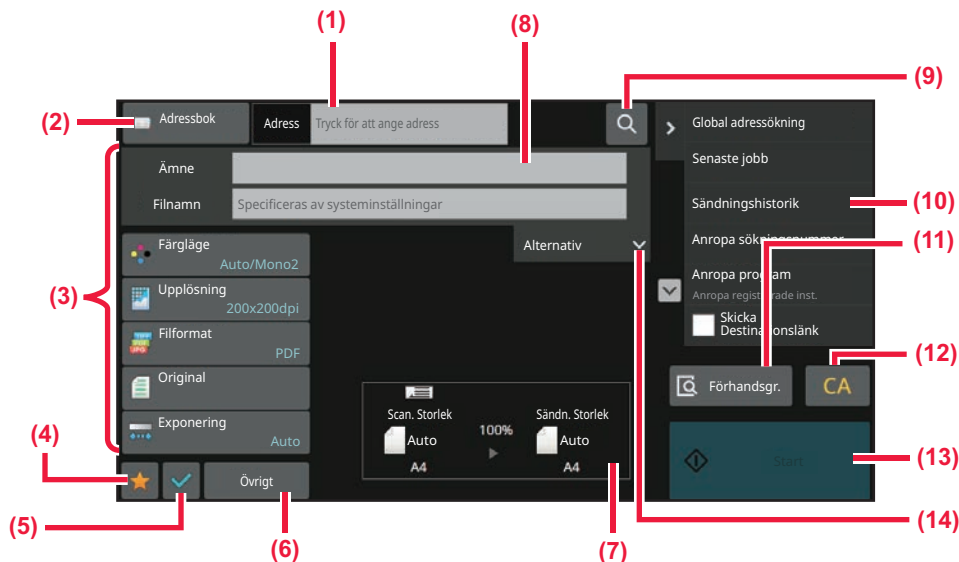 (1)
(8)
(9)
(2)
Adressbok
Adress
Tryck för att ange adress
Global adressökning
Ämne
Senaste jobb
Filnamn
Specificeras av systeminställningar
Sändningshistorik
(10)
Alternativ
Anropa sökningsnummer
(11)
(3)
Färgläge
Auto/Mono2
Anropa program
Anropa registrerade inst.
Upplösning
200x200dpi
Skicka
Destinationslänk
Filformat
PDF
(12)
Original
Förhandsgr.
CA
Exponering
Auto
Scan. Storlek
Auto
A4
100%
Sändn. Storlek
Auto
A4
Start
(13)
(4)
Övrigt
(5)
(6)
(7)
(14)